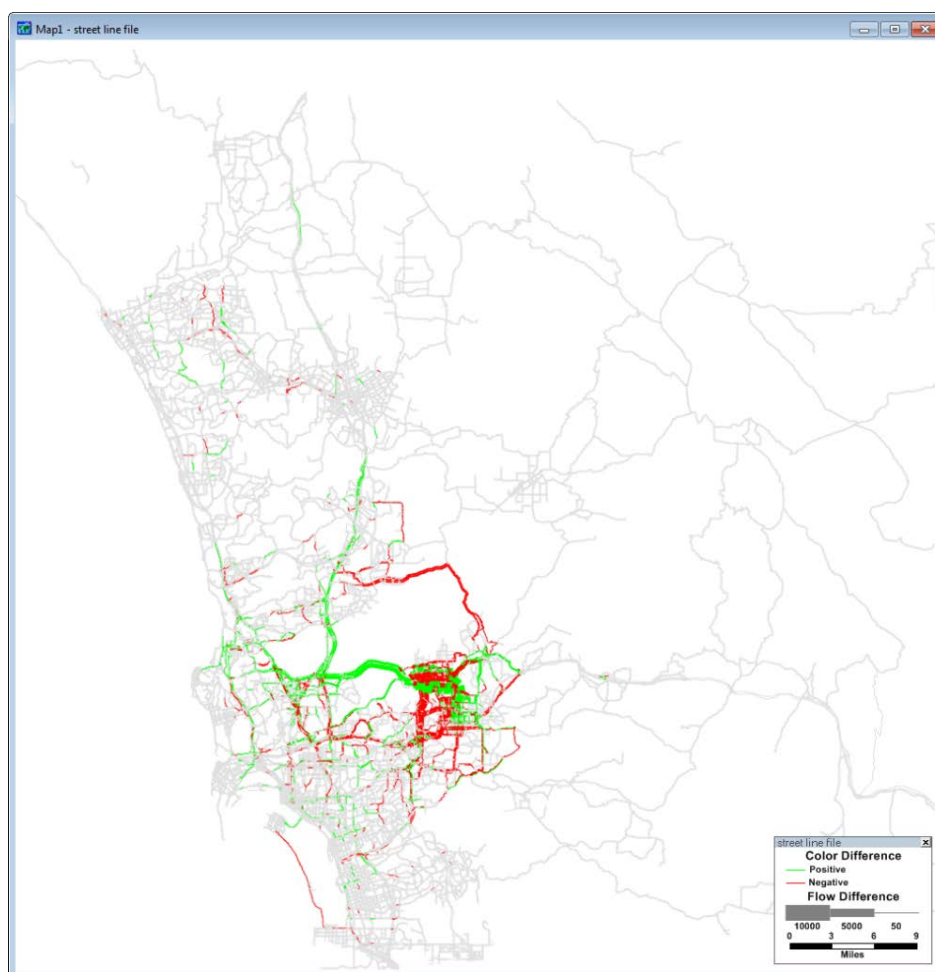 Map1 - street line file
street line file
Color Difference
Positive
Negative
Flow Difference
10000 5000 50
0 3 6 9
Miles